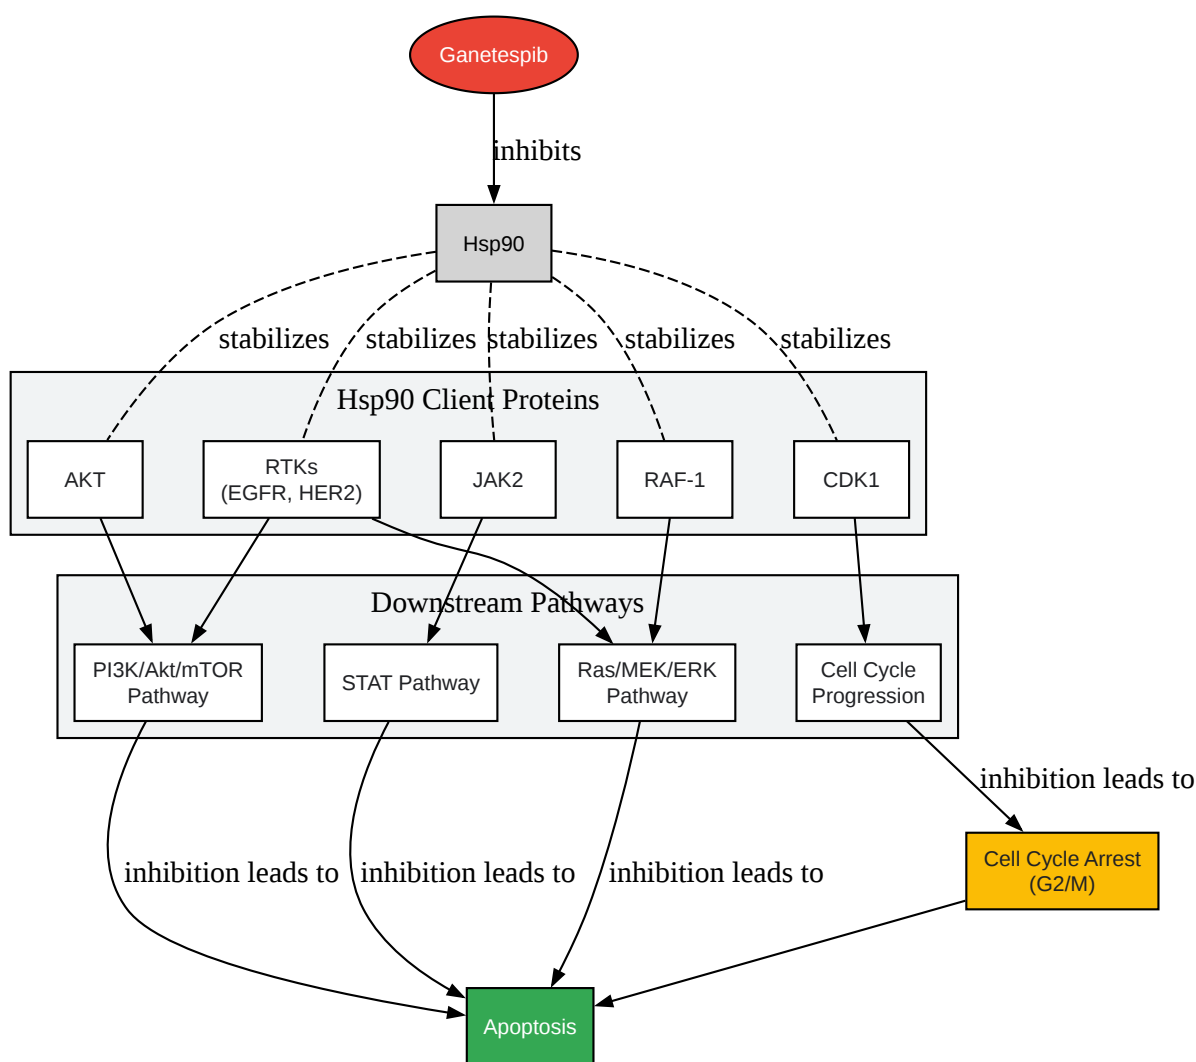 Ganetespib
inhibits
Hsp90
stabilizes
stabilizes
stabilizes
stabilizes
stabilizes
Hsp90 Client Proteins
AKT
RTKs
(EGFR, HER2)
JAK2
RAF-1
CDK1
Downstream Pathways
PI3K/Akt/mTOR
Pathway
STAT Pathway
Ras/MEK/ERK
Pathway
Cell Cycle
Progression
inhibition leads to
inhibition leads to
inhibition leads to
inhibition leads to
Cell Cycle Arrest
(G2/M)
Apoptosis